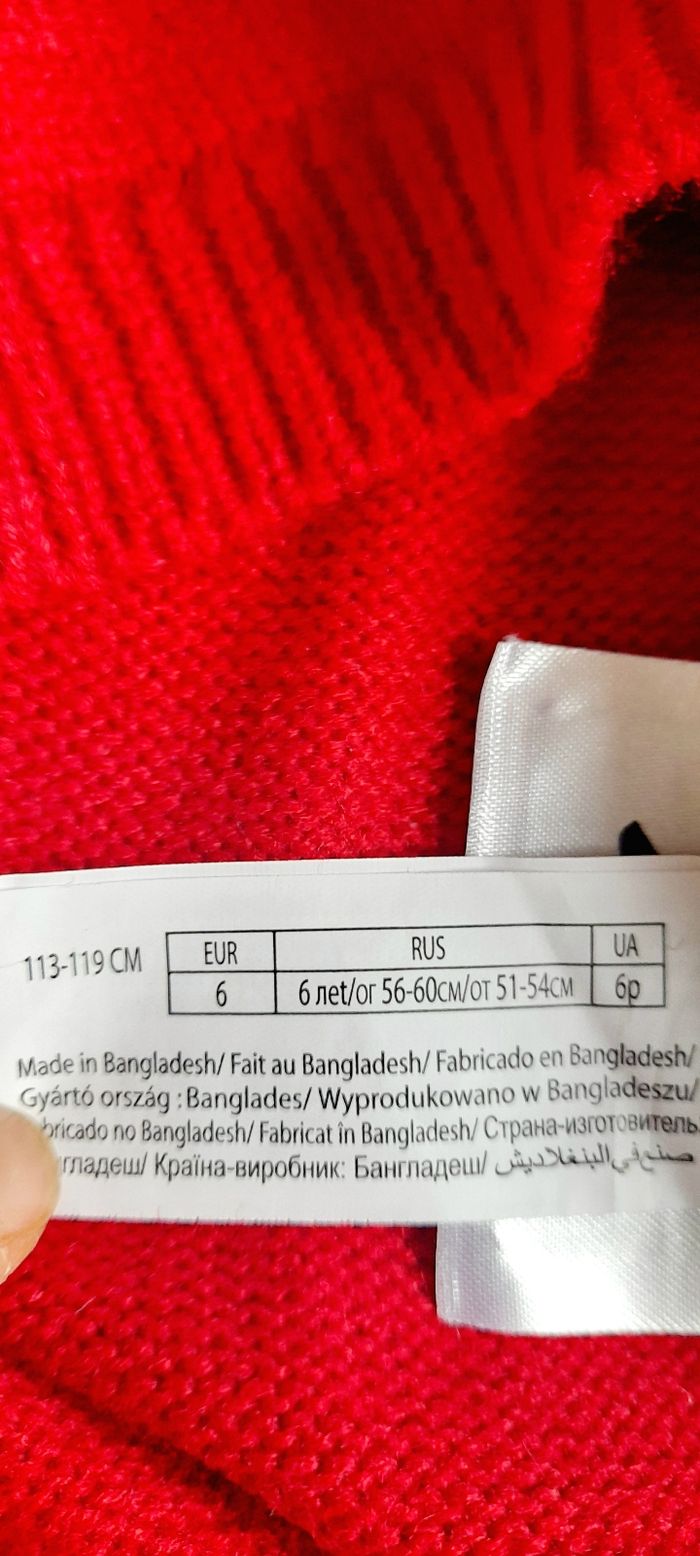 113-119 CM
EUR RUS UA
6 6 лet/ог 56-60см/от 51-54см 6р
Made in Bangladesh/ Fait au Bangladesh/ Fabricado en Bangladesh/
Gyártó ország : Banglades/ Wyprodukowano w Bangladeszu/
bricado no Bangladesh/ Fabricat în Bangladesh/ Страна-изготовитель
гладеш/ Країна-виробник: Бангладеш/ صنع في البنغلاديش